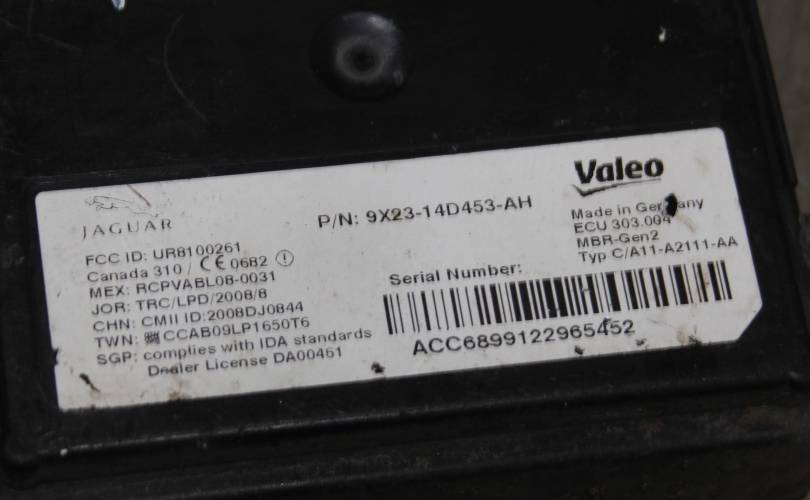 JAGUAR
P/N: 9X23-14D453-AH
Valeo
Made in Germany
ECU 303.004
MBR-Gen2
Typ C/A11-A2111-AA
FCC ID: UR8100261
Canada 310 / CE 0682
MEX: RCPVABL08-0031
JOR: TRC/LPD/2008/8
CHN: CMII ID:2008DJ0844
TWN: CCAB09LP1650T6
SGP: complies with IDA standards
Dealer License DA00461
Serial Number:
ACC6899122965452